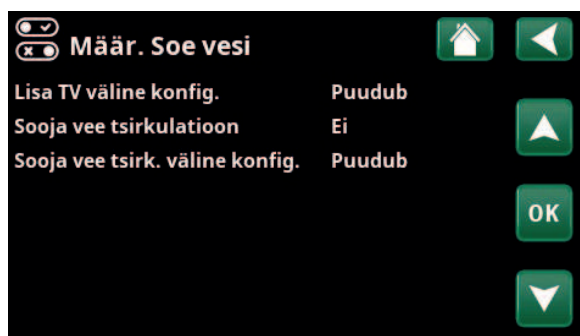 Määr. Soe vesi
Lisa TV väline konfig. Puudub
Sooja vee tsirkulatioon Ei
Sooja vee tsirk. väline konfig. Puudub
OK